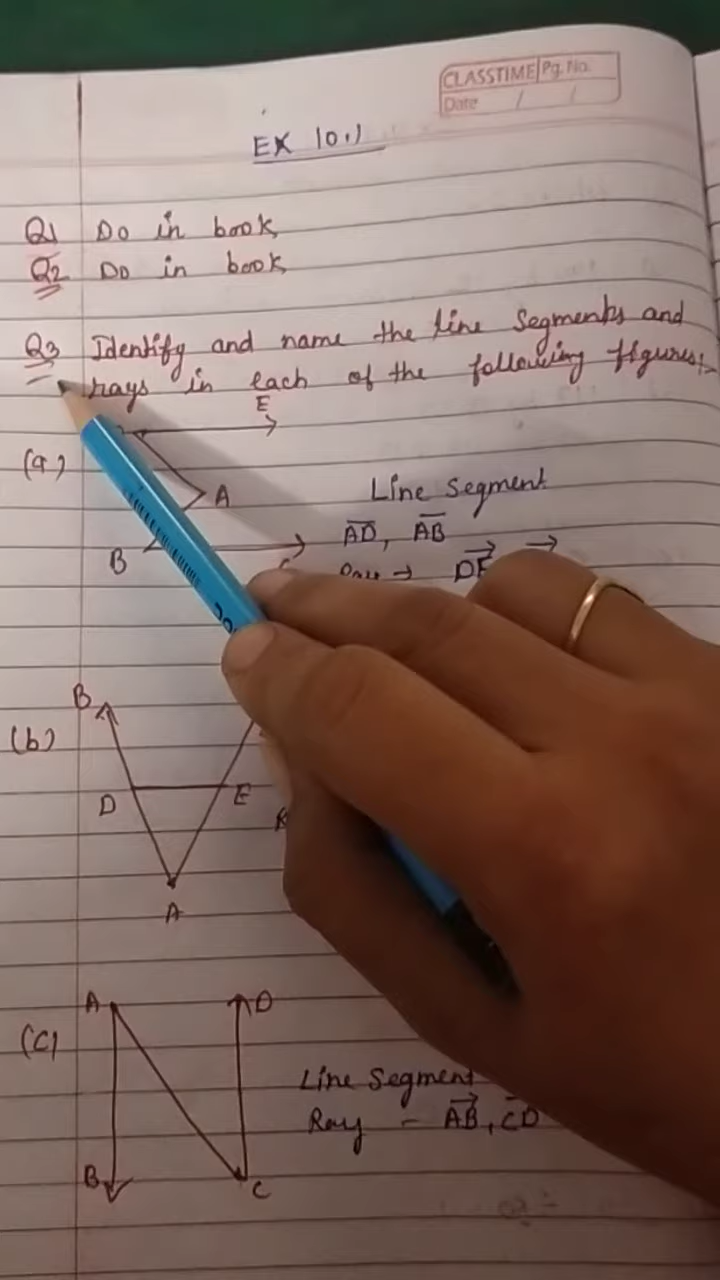 CLASSTIME Pg. No.
Date / /
EX 10.1
Q1 Do in book
Q2 Do in book
Q3 Identify and name the line segments and
rays in each of the following figures:-
E
(a)
A
Line segment
B
AD, AB
Ray → DE
B
(b)
D E
A
A D
(c)
Line Segment
Ray - AB, CD
B C